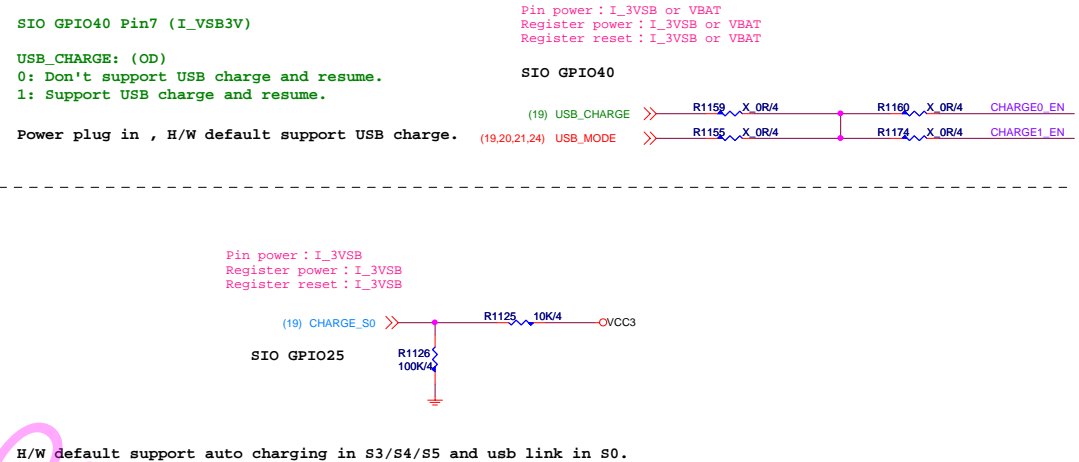 SIO GPIO40 Pin7 (I_VSB3V)
USB_CHARGE: (OD)
0: Don't support USB charge and resume.
1: Support USB charge and resume.
Power plug in , H/W default support USB charge.
Pin power：I_3VSB or VBAT
Register power：I_3VSB or VBAT
Register reset：I_3VSB or VBAT
SIO GPIO40
(19) USB_CHARGE R1159 X_0R/4 R1160 X_0R/4 CHARGE0_EN
(19,20,21,24) USB_MODE R1155 X_0R/4 R1174 X_0R/4 CHARGE1_EN
Pin power：I_3VSB
Register power：I_3VSB
Register reset：I_3VSB
(19) CHARGE_S0 R1125 10K/4 VCC3
SIO GPIO25
R1126
100K/4
H/W default support auto charging in S3/S4/S5 and usb link in S0.